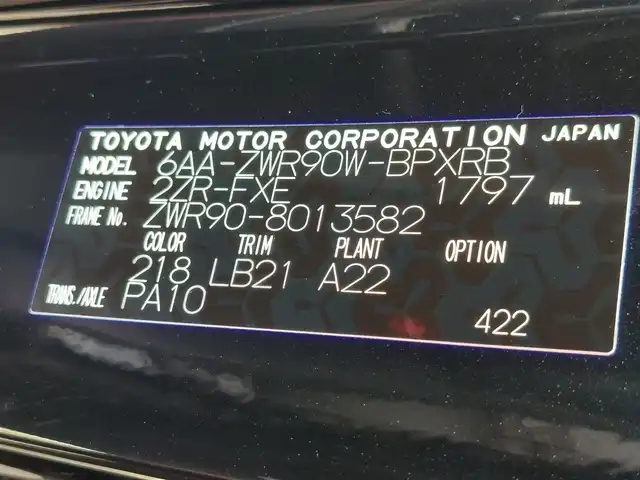 TOYOTA MOTOR CORPORATION JAPAN
MODEL 6AA-ZWR90W-BPXRB
ENGINE 2ZR-FXE 1797 mL
FRAME No. ZWR90-8013582
COLOR TRIM PLANT OPTION
218 LB21 A22
TRANS./AXLE PA10
422